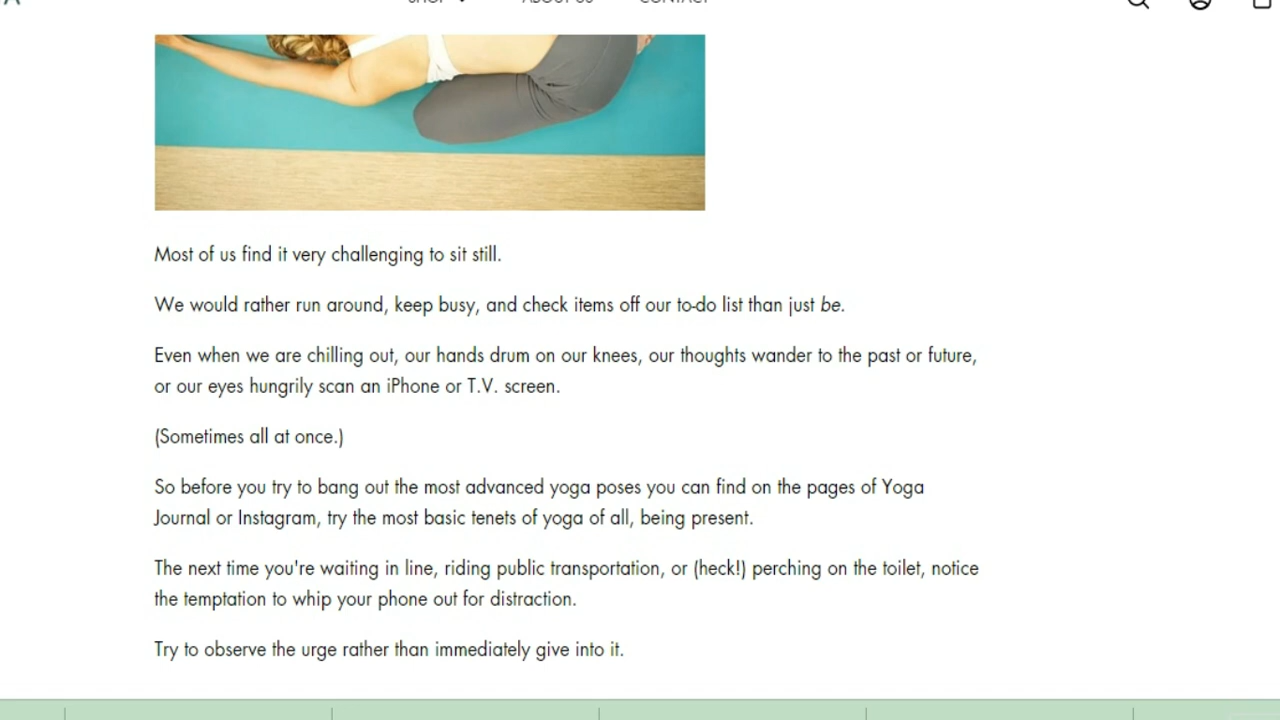 SHOP ABOUT US CONTACT
Most of us find it very challenging to sit still.
We would rather run around, keep busy, and check items off our to-do list than just be.
Even when we are chilling out, our hands drum on our knees, our thoughts wander to the past or future,
or our eyes hungrily scan an iPhone or T.V. screen.
(Sometimes all at once.)
So before you try to bang out the most advanced yoga poses you can find on the pages of Yoga
Journal or Instagram, try the most basic tenets of yoga of all, being present.
The next time you're waiting in line, riding public transportation, or (heck!) perching on the toilet, notice
the temptation to whip your phone out for distraction.
Try to observe the urge rather than immediately give into it.